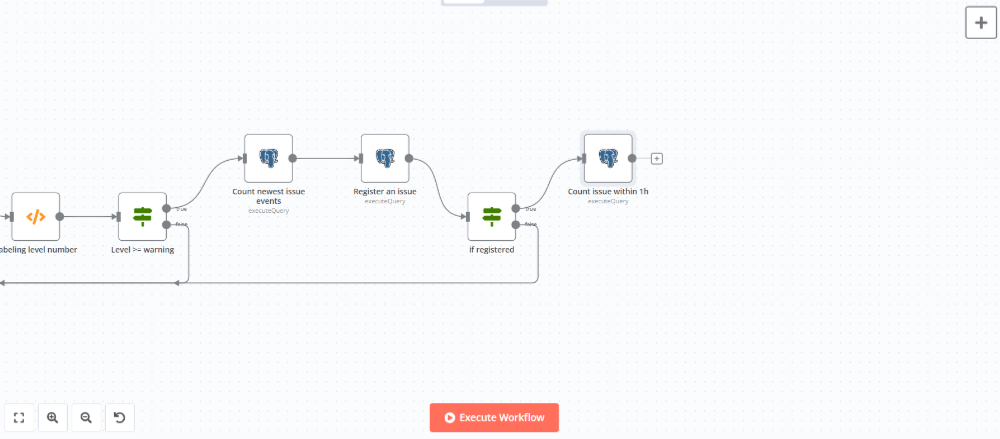 Count newest issue
events
executeQuery
Register an issue
executeQuery
Count issue within 1h
executeQuery
abeling level number
Level >= warning
true
false
if registered
true
false
Execute Workflow